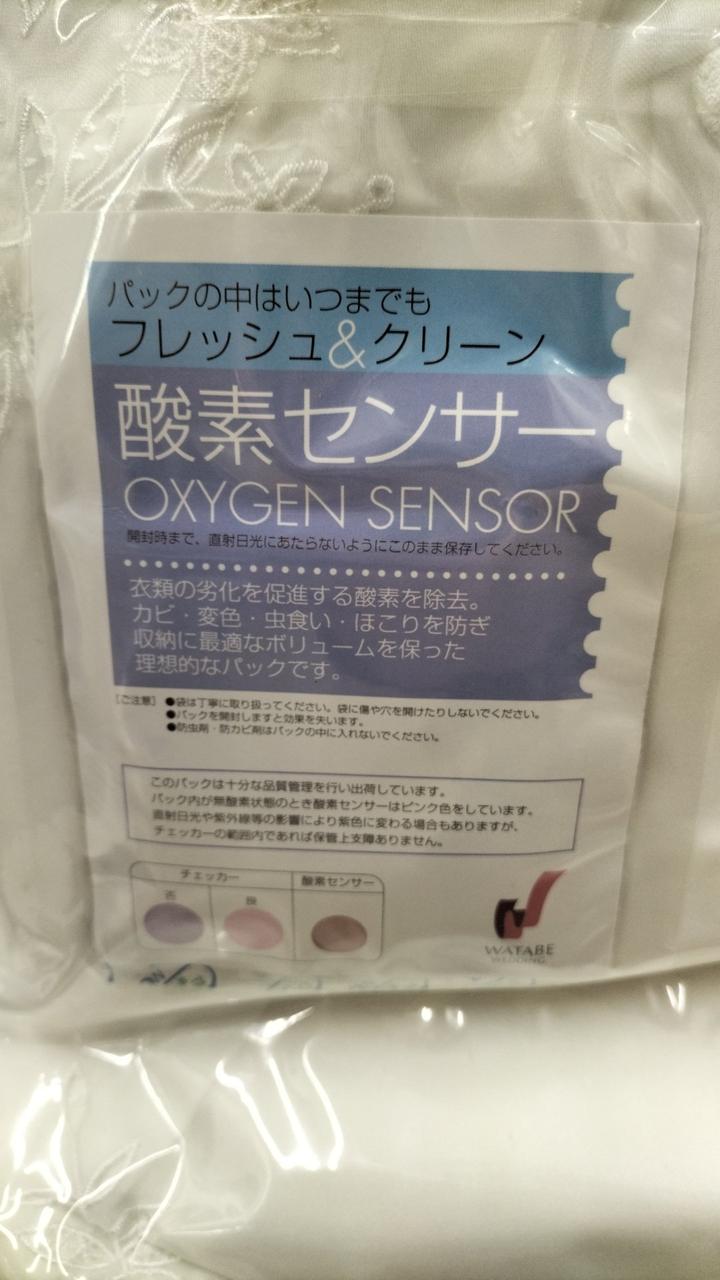 パックの中はいつまでも
フレッシュ&クリーン
酸素センサー
OXYGEN SENSOR
開封時まで、直射日光にあたらないようにこのまま保存してください。
衣類の劣化を促進する酸素を除去。
カビ・変色・虫食い・ほこりを防ぎ
収納に最適なボリュームを保った
理想的なパックです。
[ご注意] ●袋は丁寧に取り扱ってください。袋に傷や穴を開けたりしないでください。
●パックを開封しますと効果を失います。
●防虫剤・防カビ剤はパックの中に入れないでください。
このパックは十分な品質管理を行い出荷しています。
パック内が無酸素状態のとき酸素センサーはピンク色をしています。
直射日光や紫外線等の影響により紫色に変わる場合もありますが、
チェッカーの範囲内であれば保管上支障ありません。
チェッカー 酸素センサー
否 良
WATABE
WEDDING